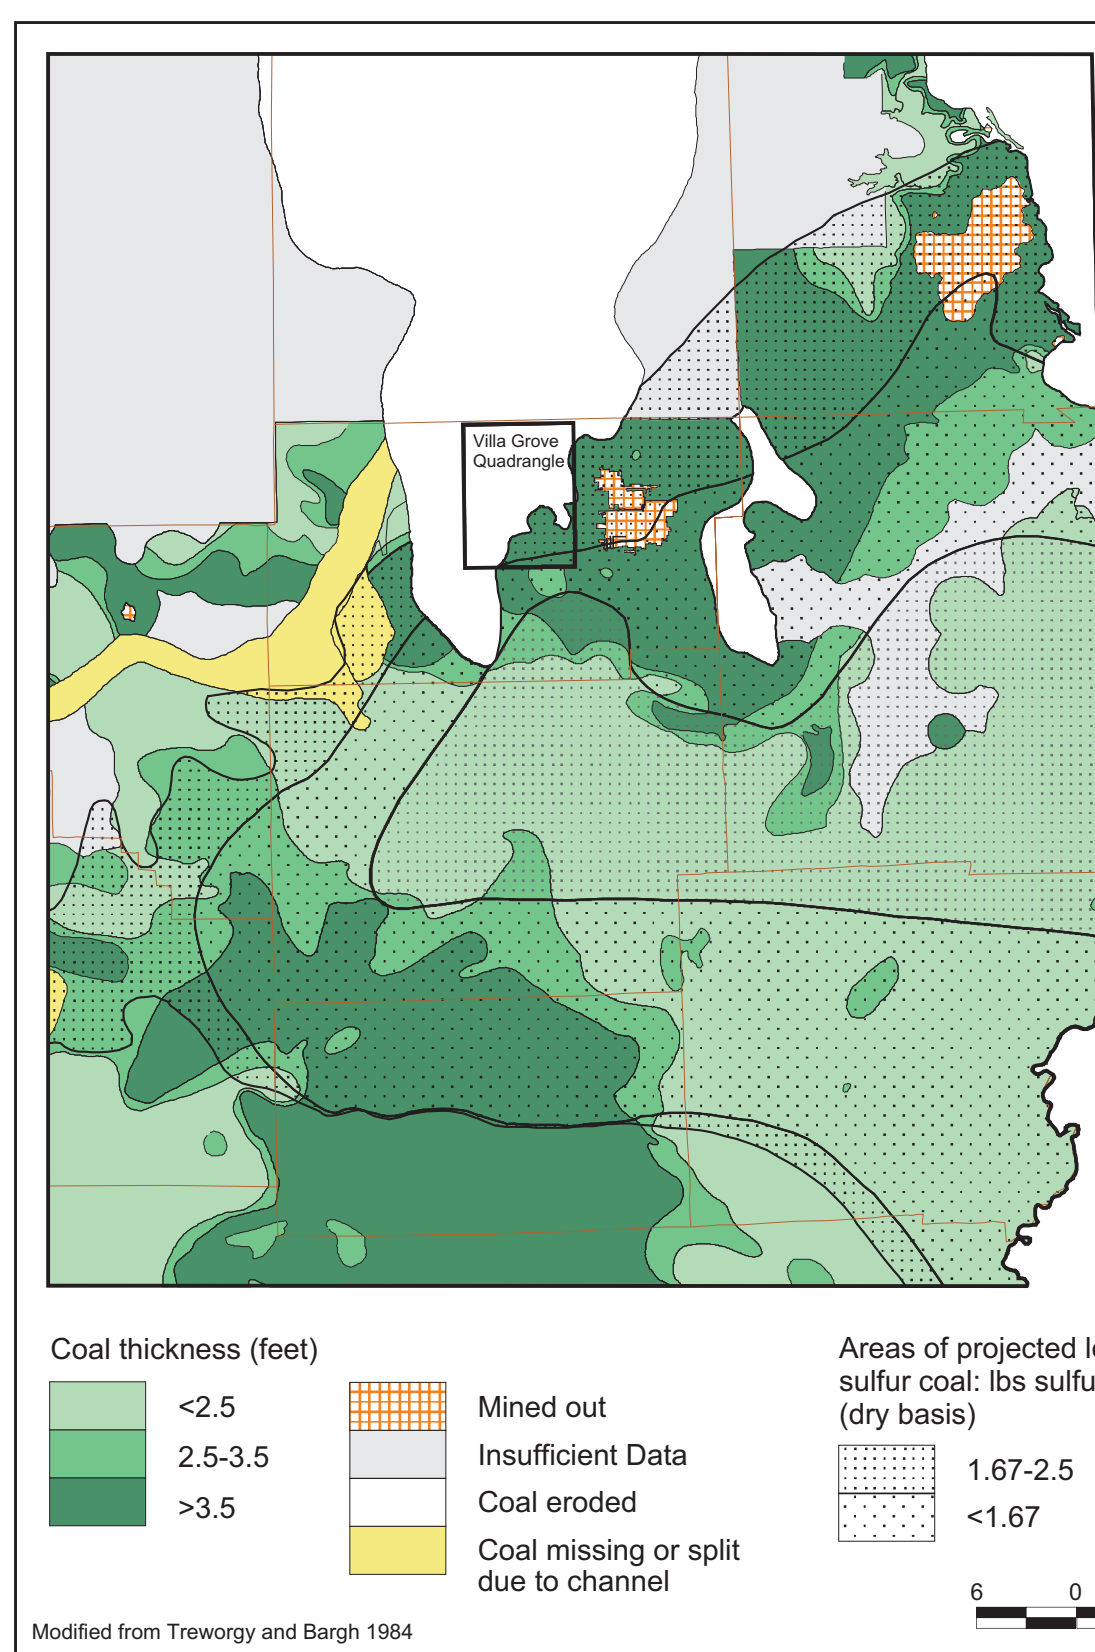 Villa Grove
Quadrangle
Coal thickness (feet)
<2.5
2.5-3.5
>3.5
Mined out
Insufficient Data
Coal eroded
Coal missing or split
due to channel
Areas of projected
sulfur coal: lbs
(dry basis)
1.67-2.5
<1.67
6 0
Modified from Treworgy and Bargh 1984